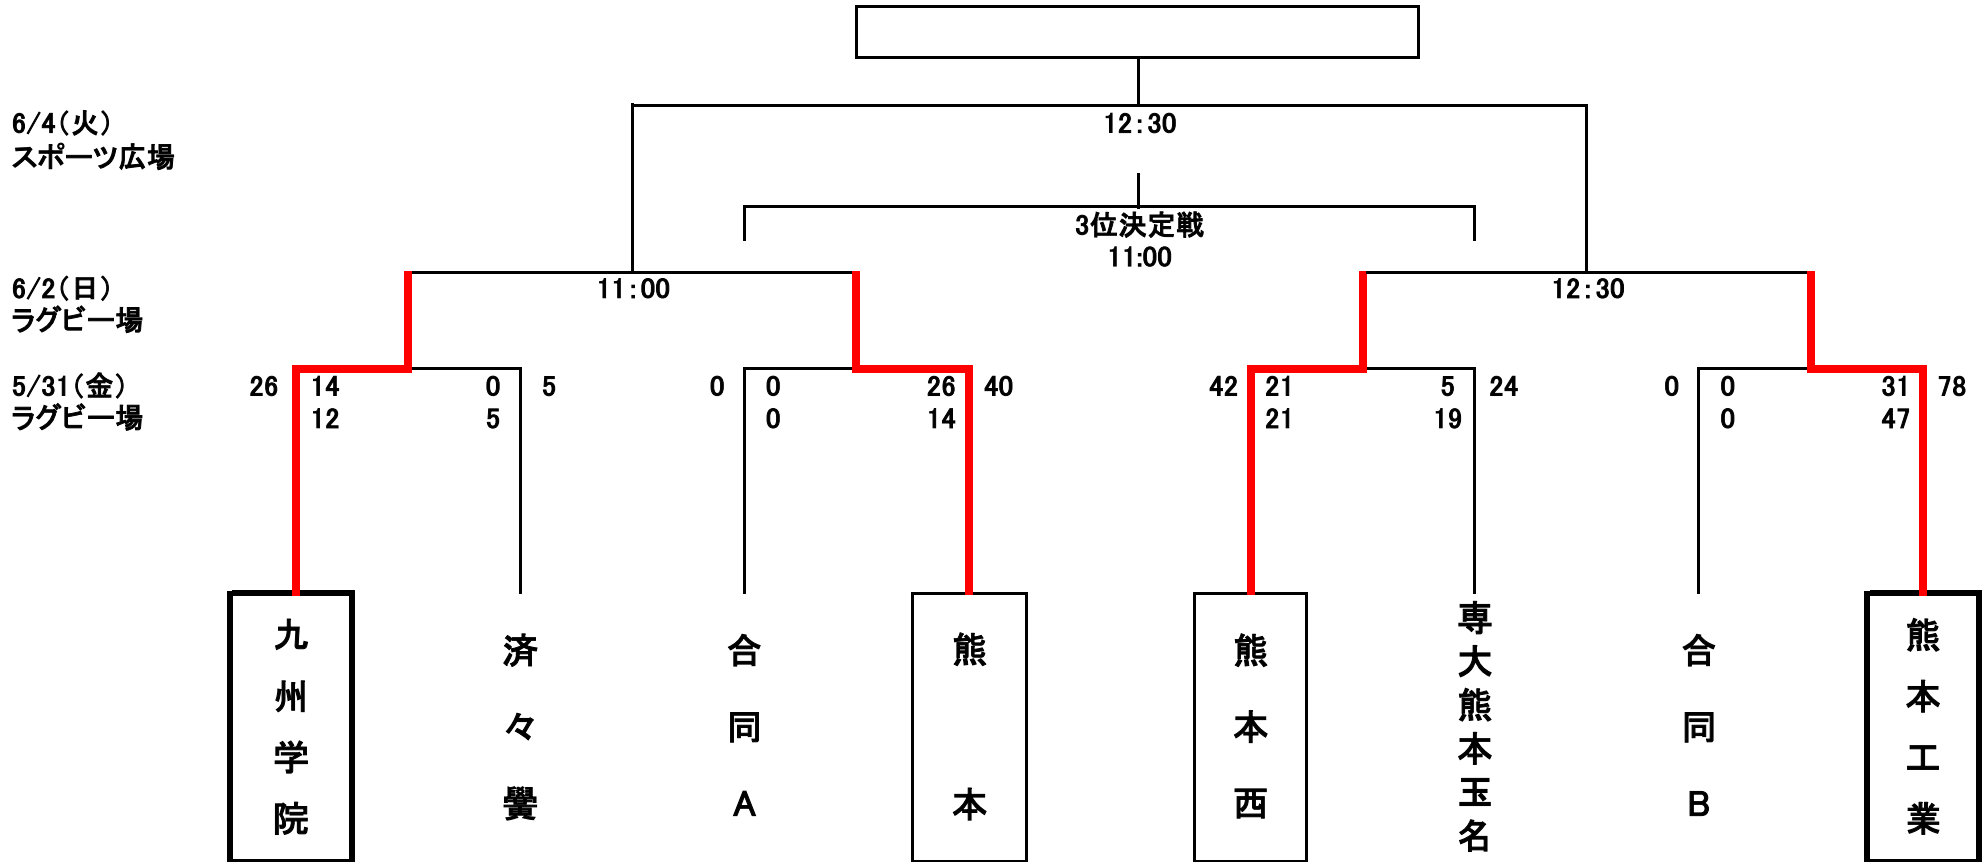 6/4(火)
スポーツ広場
12:30
3位決定戦
11:00
6/2(日)
ラグビー場
11:00
12:30
5/31(金)
ラグビー場
26 14 0 5 0 0 26 40 42 21 5 24 0 0 31 78
12 5 0 14 21 19 0 47
九州学院
済々黌
合同A
熊本
熊本西
専大熊本玉名
合同B
熊本工業